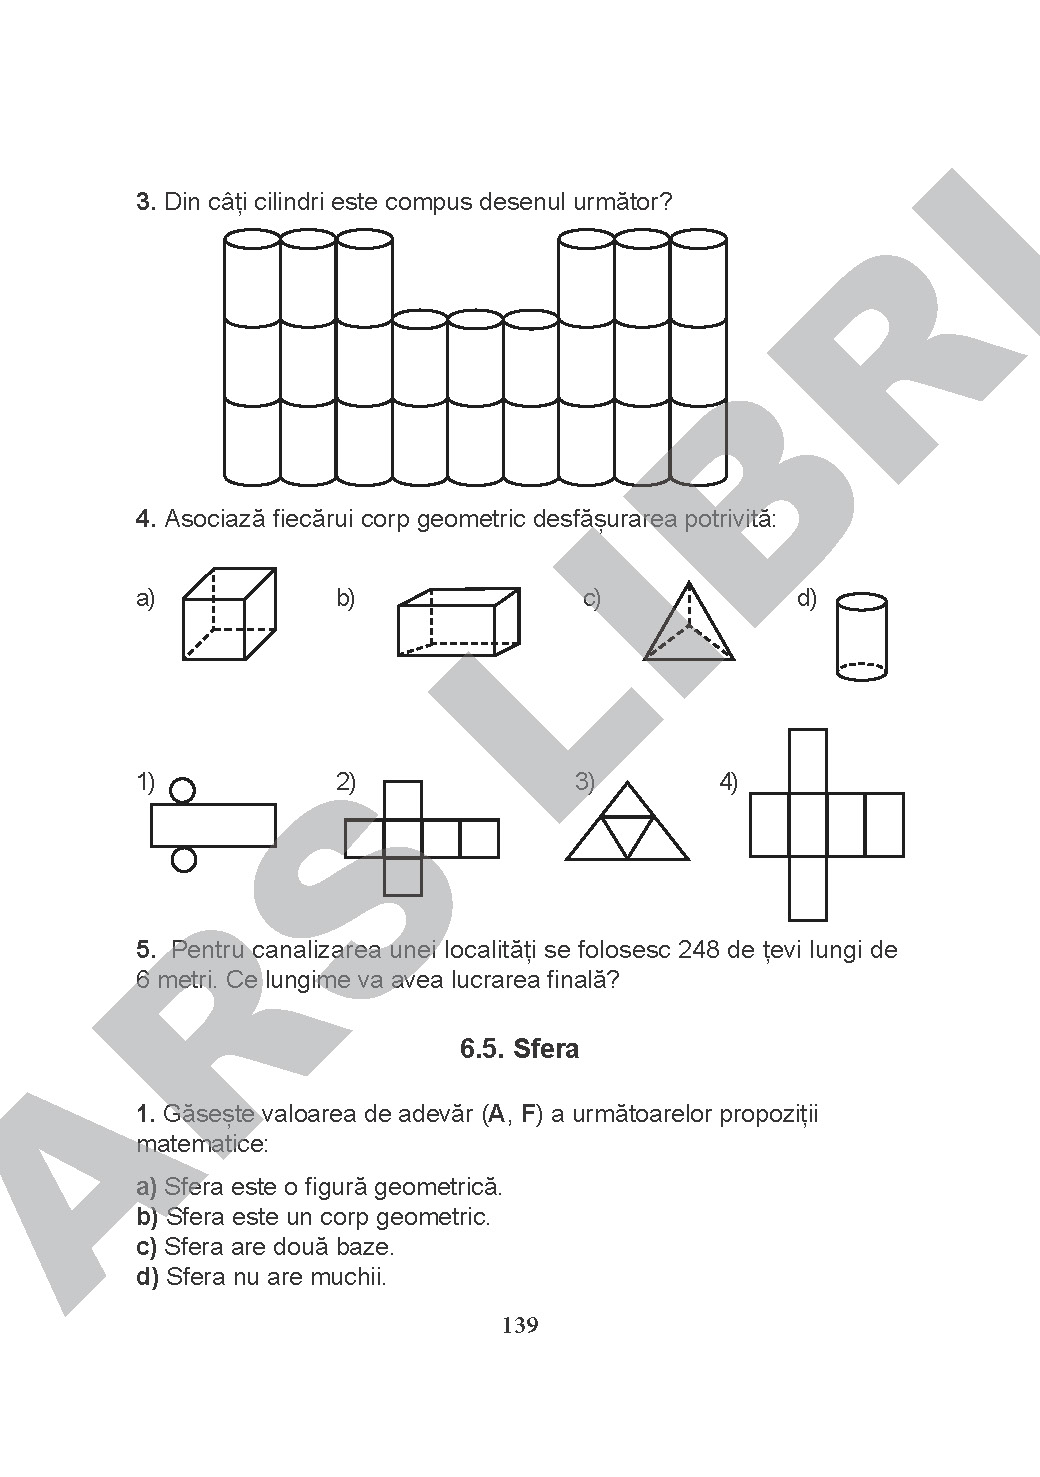 3. Din câți cilindri este compus desenul următor?
4. Asociază fiecărui corp geometric desfășurarea potrivită:
a) b) c) d)
1) 2) 3) 4)
5. Pentru canalizarea unei localități se folosesc 248 de țevi lungi de
6 metri. Ce lungime va avea lucrarea finală?
6.5. Sfera
1. Găsește valoarea de adevăr (A, F) a următoarelor propoziții
matematice:
a) Sfera este o figură geometrică.
b) Sfera este un corp geometric.
c) Sfera are două baze.
d) Sfera nu are muchii.
139
ARS LIBRI